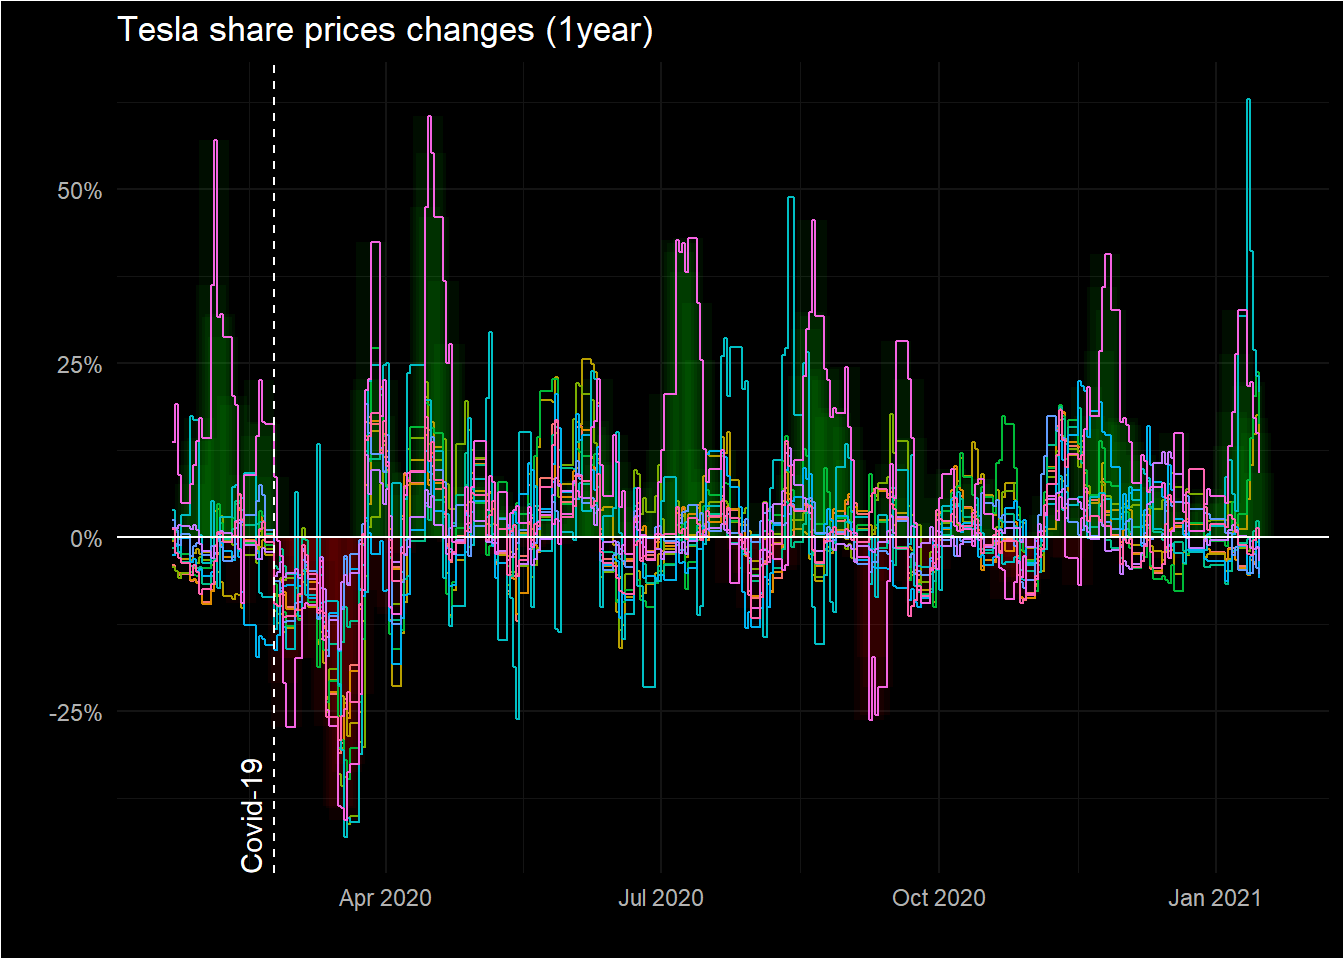 Tesla share prices changes (1year)
50%
25%
0%
-25%
Covid-19
Apr 2020
Jul 2020
Oct 2020
Jan 2021